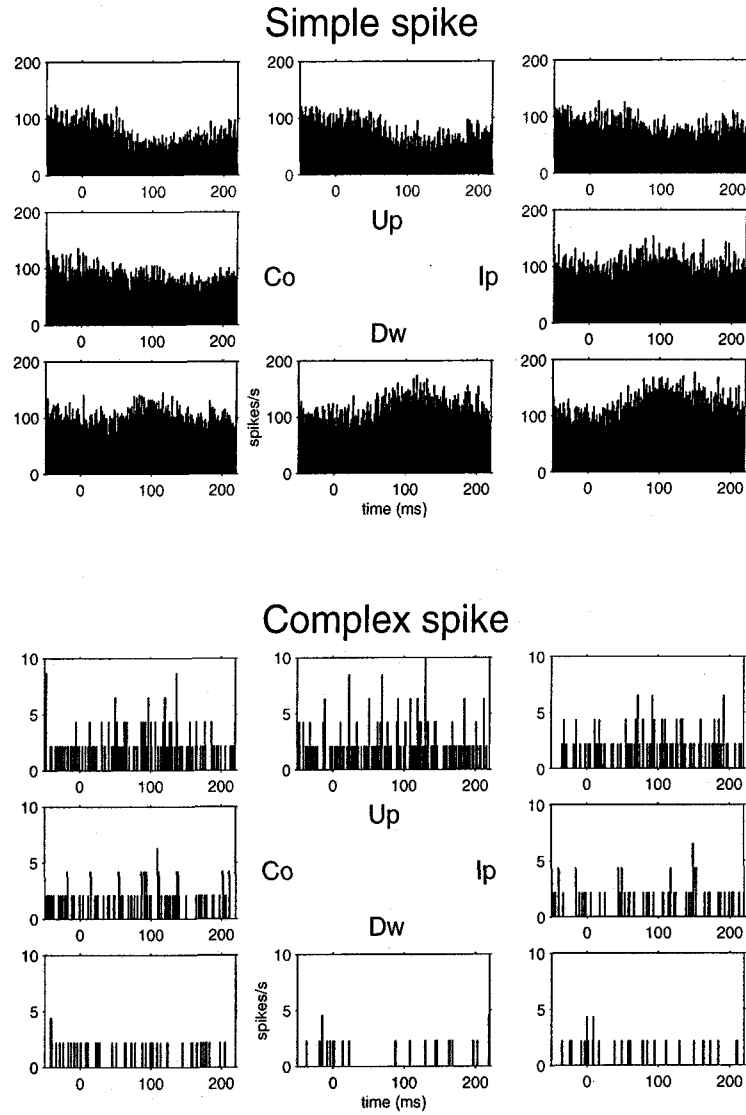 Simple spike
200 200 200
100 100 100
0 0 0
0 100 200 0 100 200 0 100 200
200 Up 200
100 Co Ip 100
0 0
0 100 200 Dw 0 100 200
200 200 200
100 spikes/s 100 100
0 0 0
0 100 200 0 100 200 0 100 200
time (ms)
Complex spike
10 10 10
5 5 5
0 0 0
0 100 200 0 100 200 0 100 200
10 Up 10
5 Co Ip 5
0 0
0 100 200 Dw 0 100 200
10 10 10
5 spikes/s 5 5
0 0 0
0 100 200 0 100 200 0 100 200
time (ms)